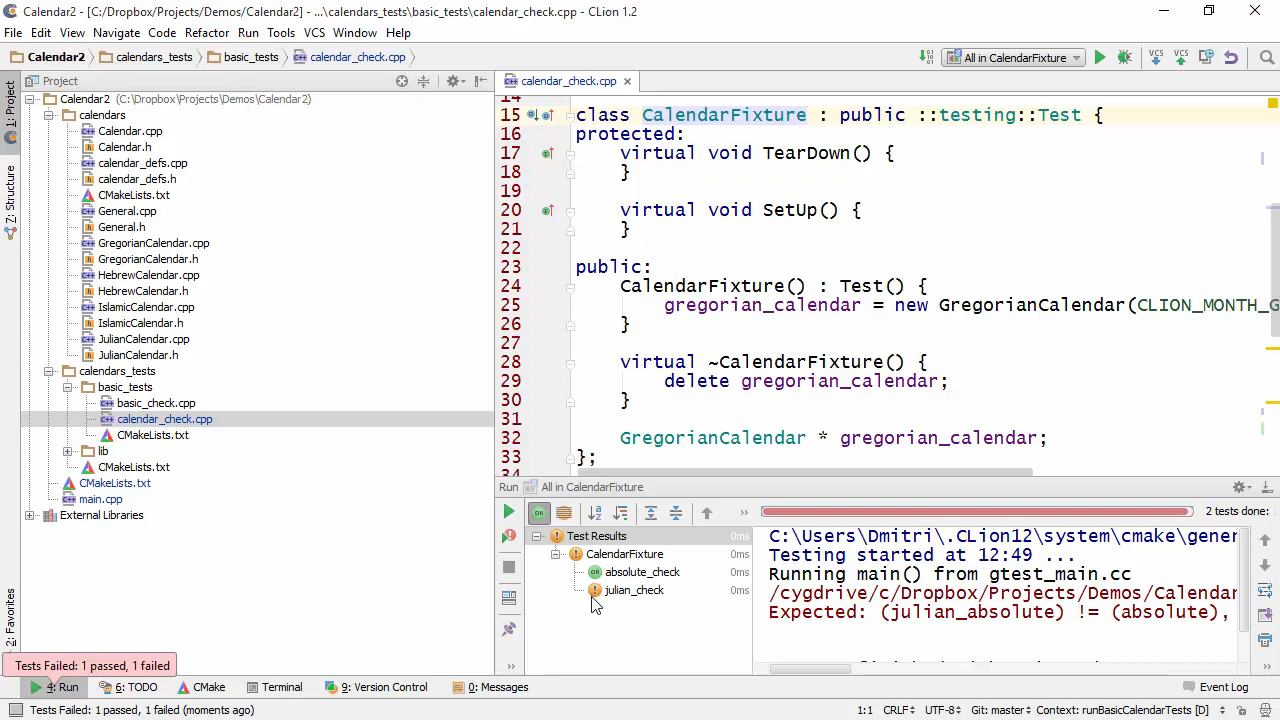 Calendar2 - [C:/Dropbox/Projects/Demos/Calendar2] - ...\calendars_tests\basic_tests\calendar_check.cpp - CLion 1.2
File Edit View Navigate Code Refactor Run Tools VCS Window Help
Calendar2 calendars_tests basic_tests calendar_check.cpp All in CalendarFixture VCS VCS
Project
calendar_check.cpp
1: Project
7: Structure
2: Favorites
Calendar2 (C:\Dropbox\Projects\Demos\Calendar2)
calendars
Calendar.cpp
Calendar.h
calendar_defs.cpp
calendar_defs.h
CMakeLists.txt
General.cpp
General.h
GregorianCalendar.cpp
GregorianCalendar.h
HebrewCalendar.cpp
HebrewCalendar.h
IslamicCalendar.cpp
IslamicCalendar.h
JulianCalendar.cpp
JulianCalendar.h
calendars_tests
basic_tests
basic_check.cpp
calendar_check.cpp
CMakeLists.txt
lib
CMakeLists.txt
CMakeLists.txt
main.cpp
External Libraries
14
15 class CalendarFixture : public ::testing::Test {
16 protected:
17 virtual void TearDown() {
18 }
19
20 virtual void SetUp() {
21 }
22
23 public:
24 CalendarFixture() : Test() {
25 gregorian_calendar = new GregorianCalendar(CLION_MONTH_G
26 }
27
28 virtual ~CalendarFixture() {
29 delete gregorian_calendar;
30 }
31
32 GregorianCalendar * gregorian_calendar;
33 };
34
Run All in CalendarFixture
2 tests done:
Test Results 0ms
CalendarFixture 0ms
absolute_check 0ms
julian_check 0ms
C:\Users\Dmitri\.CLion12\system\cmake\gener
Testing started at 12:49 ...
Running main() from gtest_main.cc
/cygdrive/c/Dropbox/Projects/Demos/Calendar
Expected: (julian_absolute) != (absolute),
Tests Failed: 1 passed, 1 failed
4: Run 6: TODO CMake Terminal 9: Version Control 0: Messages Event Log
Tests Failed: 1 passed, 1 failed (moments ago) 1:1 CRLF UTF-8 Git: master Context: runBasicCalendarTests [D]